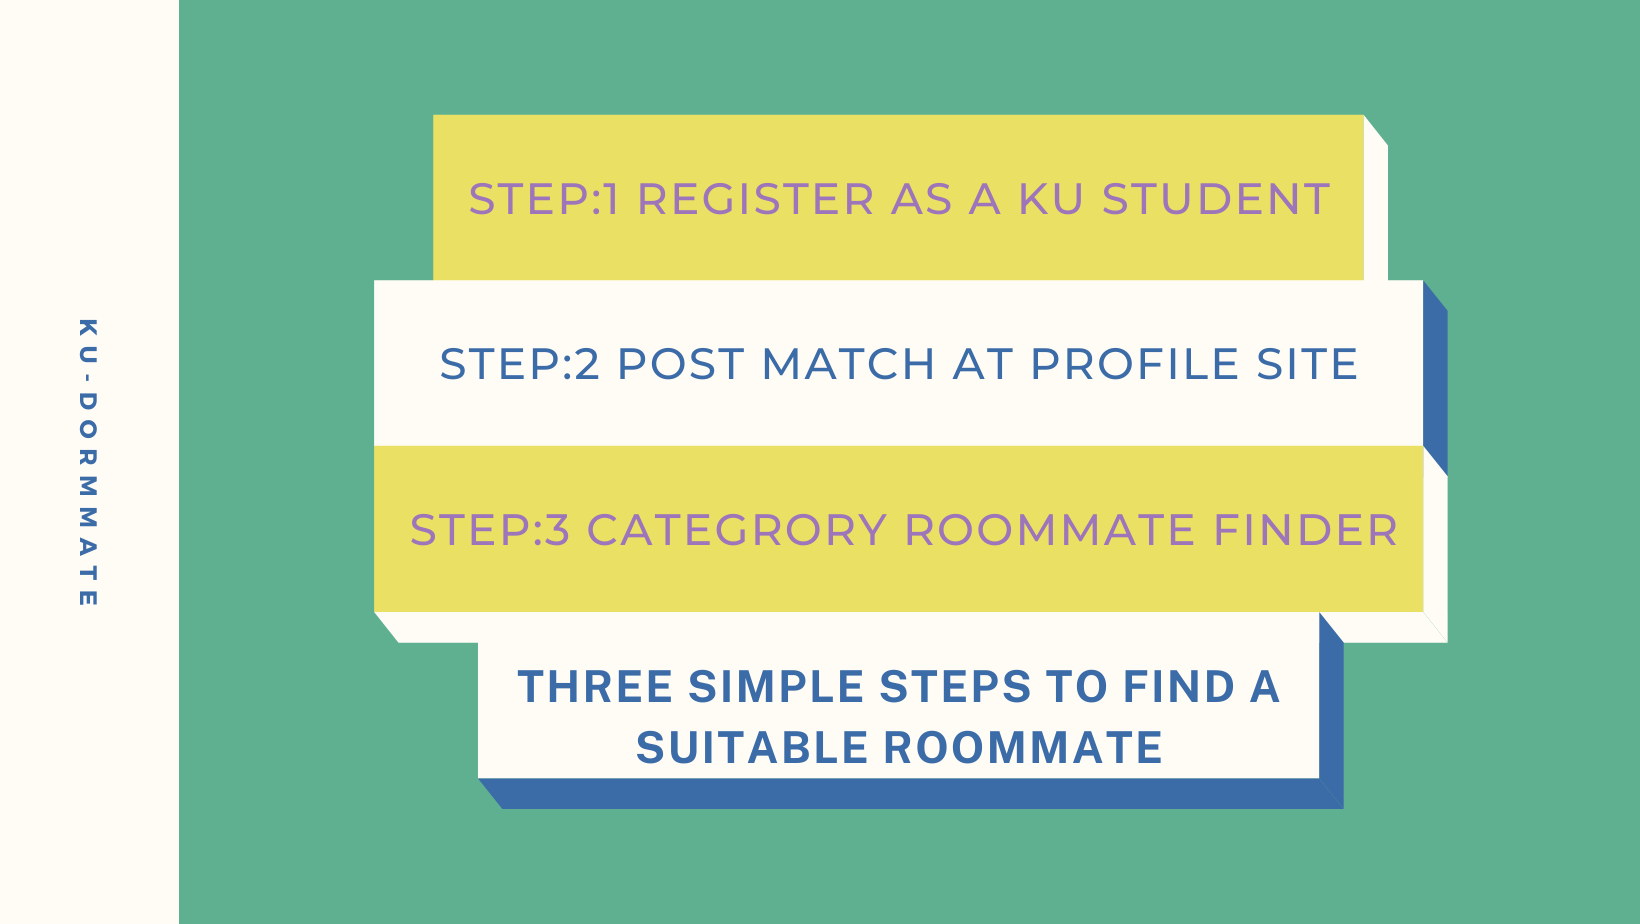 KU-DORMMATE
STEP:1 REGISTER AS A KU STUDENT
STEP:2 POST MATCH AT PROFILE SITE
STEP:3 CATEGRORY ROOMMATE FINDER
THREE SIMPLE STEPS TO FIND A
SUITABLE ROOMMATE